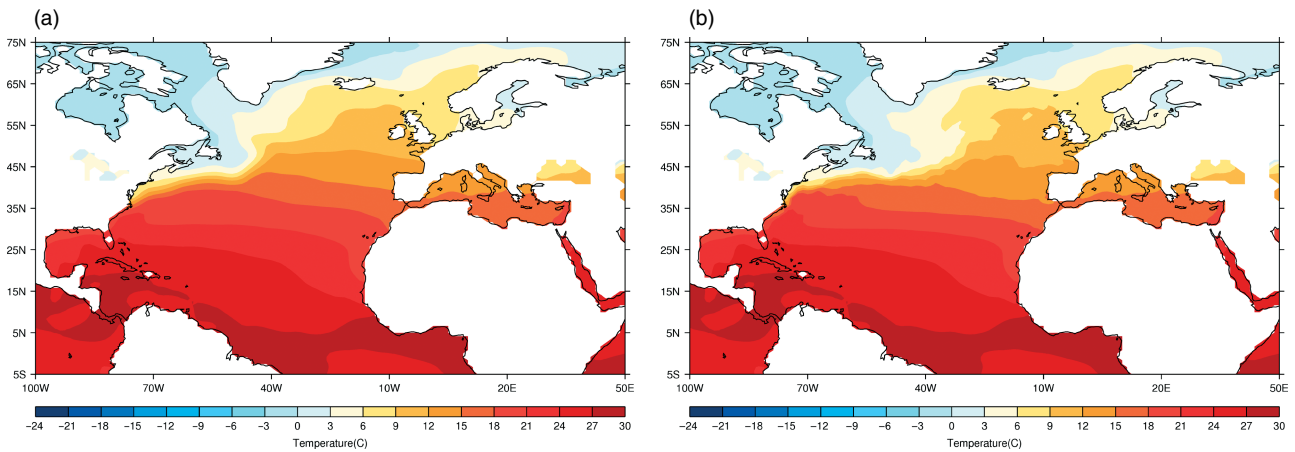 (a)
75N
65N
55N
45N
35N
25N
15N
5N
5S
100W 70W 40W 10W 20E 50E
−24 −21 −18 −15 −12 −9 −6 −3 0 3 6 9 12 15 18 21 24 27 30
Temperature(C)
(b)
75N
65N
55N
45N
35N
25N
15N
5N
5S
100W 70W 40W 10W 20E 50E
−24 −21 −18 −15 −12 −9 −6 −3 0 3 6 9 12 15 18 21 24 27 30
Temperature(C)